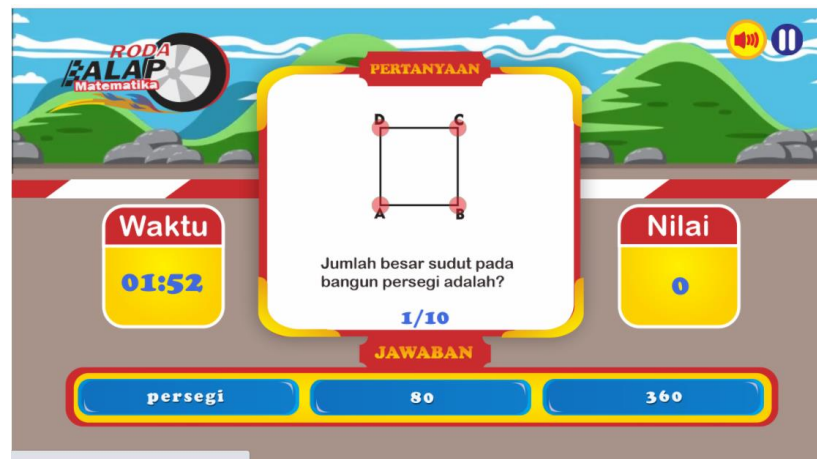 RODA
BALAP
Matematika
PERTANYAAN
D C
A B
Waktu
01:52
Nilai
0
Jumlah besar sudut pada
bangun persegi adalah?
1/10
JAWABAN
persegi 80 360